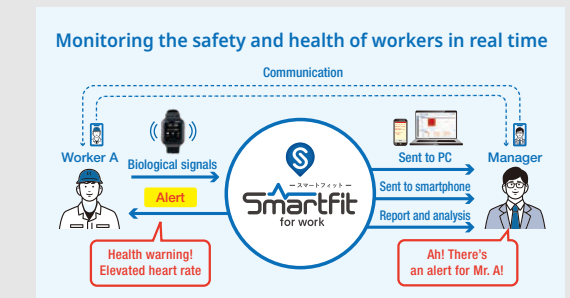 Monitoring the safety and health of workers in real time
Communication
Worker A
Biological signals
Alert
Health warning!
Elevated heart rate
S
スマートフィット
Smartfit
for work
Sent to PC
Sent to smartphone
Report and analysis
Manager
Ah! There's
an alert for Mr. A!